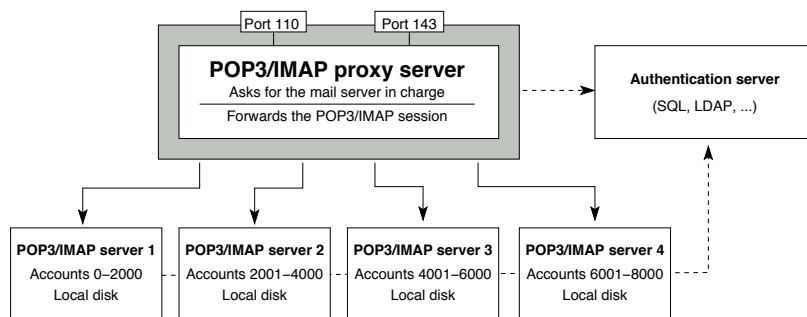 Port 110
Port 143
POP3/IMAP proxy server
Asks for the mail server in charge
Forwards the POP3/IMAP session
Authentication server
(SQL, LDAP, ...)
POP3/IMAP server 1
Accounts 0–2000
Local disk
POP3/IMAP server 2
Accounts 2001–4000
Local disk
POP3/IMAP server 3
Accounts 4001–6000
Local disk
POP3/IMAP server 4
Accounts 6001–8000
Local disk